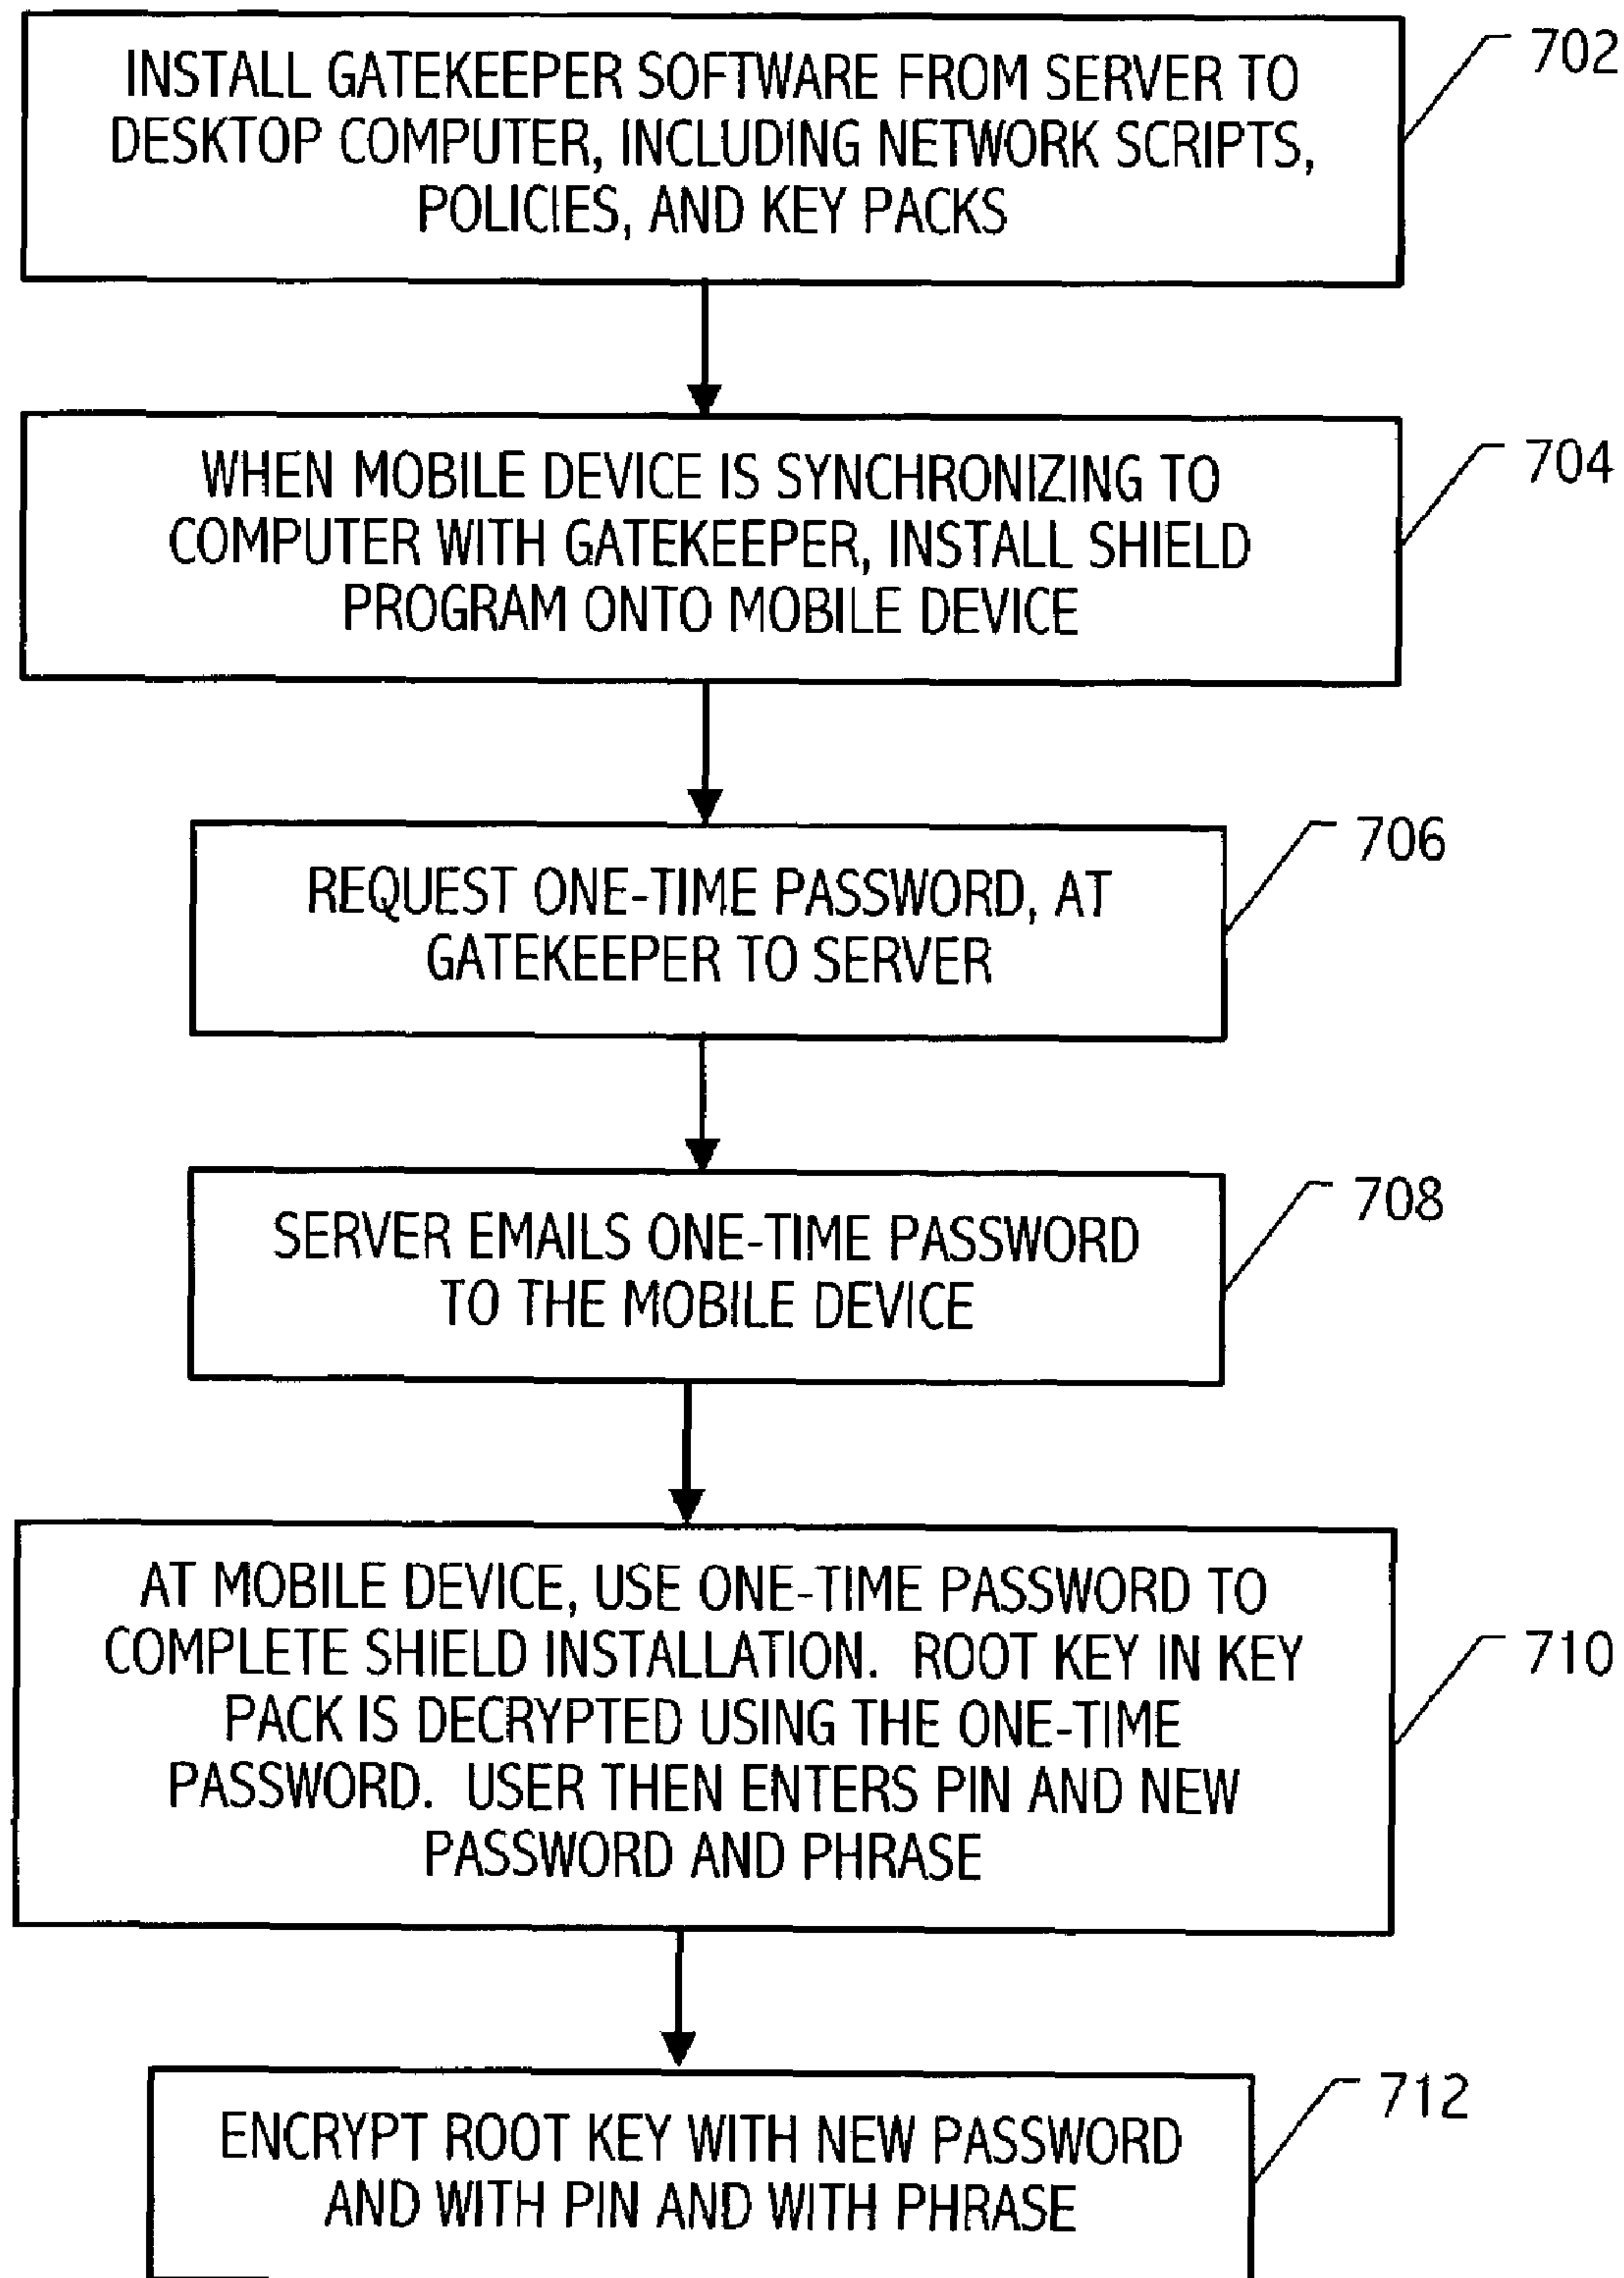 INSTALL GATEKEEPER SOFTWARE FROM SERVER TO
DESKTOP COMPUTER, INCLUDING NETWORK SCRIPTS,
POLICIES, AND KEY PACKS
702
WHEN MOBILE DEVICE IS SYNCHRONIZING TO
COMPUTER WITH GATEKEEPER, INSTALL SHIELD
PROGRAM ONTO MOBILE DEVICE
704
REQUEST ONE-TIME PASSWORD, AT
GATEKEEPER TO SERVER
706
SERVER EMAILS ONE-TIME PASSWORD
TO THE MOBILE DEVICE
708
AT MOBILE DEVICE, USE ONE-TIME PASSWORD TO
COMPLETE SHIELD INSTALLATION. ROOT KEY IN KEY
PACK IS DECRYPTED USING THE ONE-TIME
PASSWORD. USER THEN ENTERS PIN AND NEW
PASSWORD AND PHRASE
710
ENCRYPT ROOT KEY WITH NEW PASSWORD
AND WITH PIN AND WITH PHRASE
712